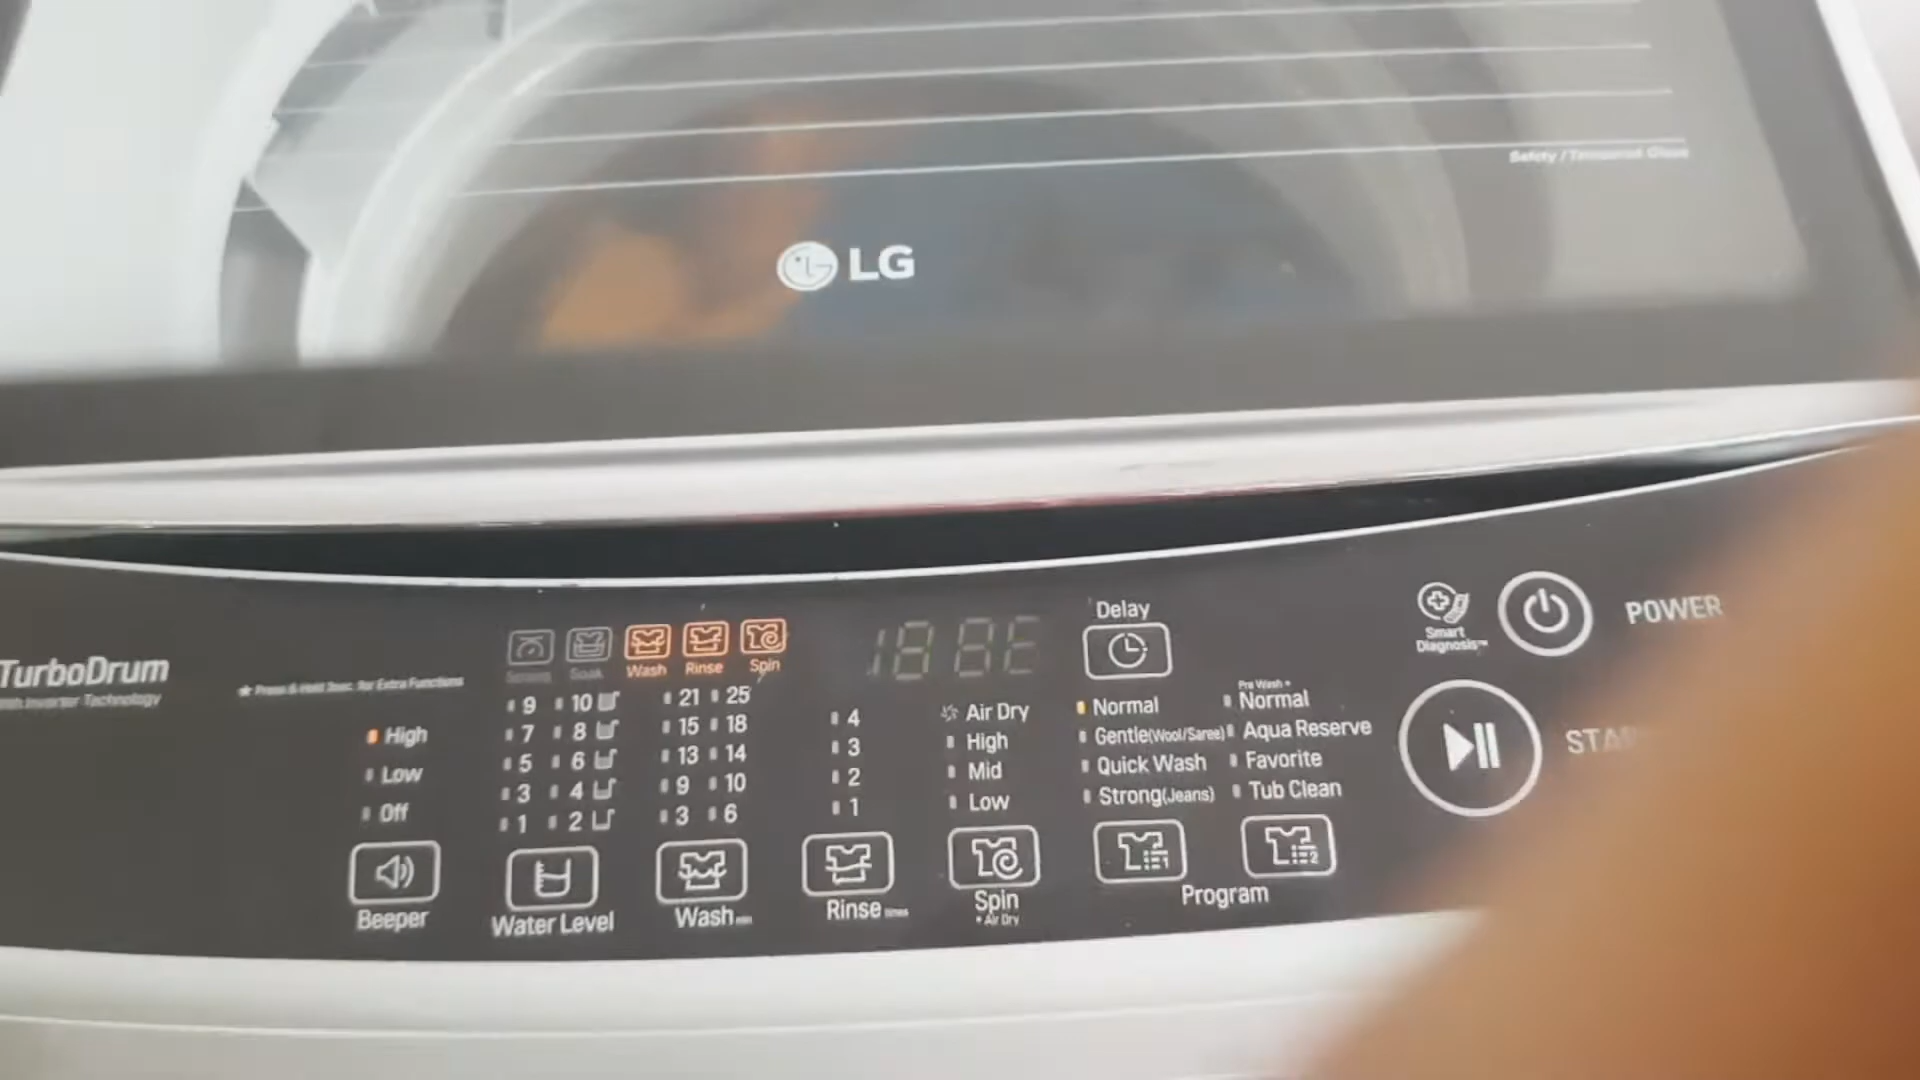 Safety / Tempered Glass
LG
TurboDrum
With Inverter Technology
★ Press & Hold 3sec. for Extra Functions
High
Low
Off
Beeper
Sensing Soak Wash Rinse Spin
9 10
7 8
5 6
3 4
1 2
Water Level
21 25
15 18
13 14
9 10
3 6
Wash min
4
3
2
1
Rinse times
Air Dry
High
Mid
Low
Spin
• Air Dry
Delay
Normal
Gentle(Wool/Saree)
Quick Wash
Strong(Jeans)
Pre Wash +
Normal
Aqua Reserve
Favorite
Tub Clean
1
2
Program
Smart
Diagnosis™
POWER